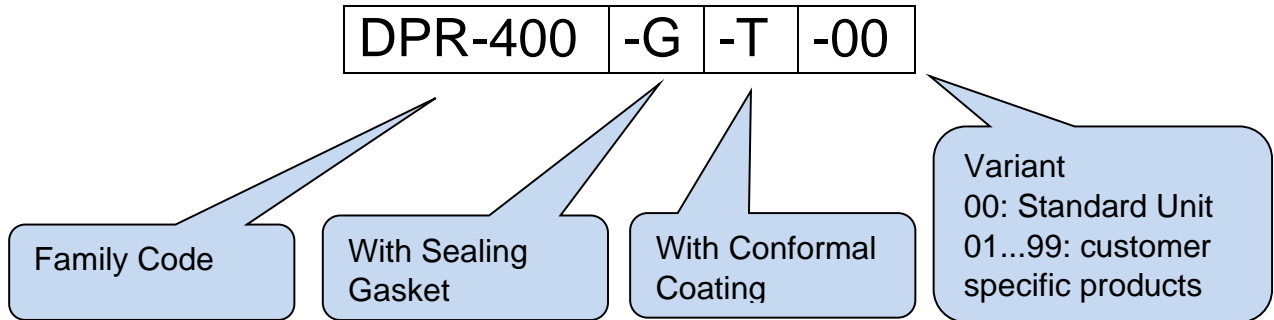 DPR-400 -G -T -00
Family Code
With Sealing
Gasket
With Conformal
Coating
Variant
00: Standard Unit
01...99: customer
specific products